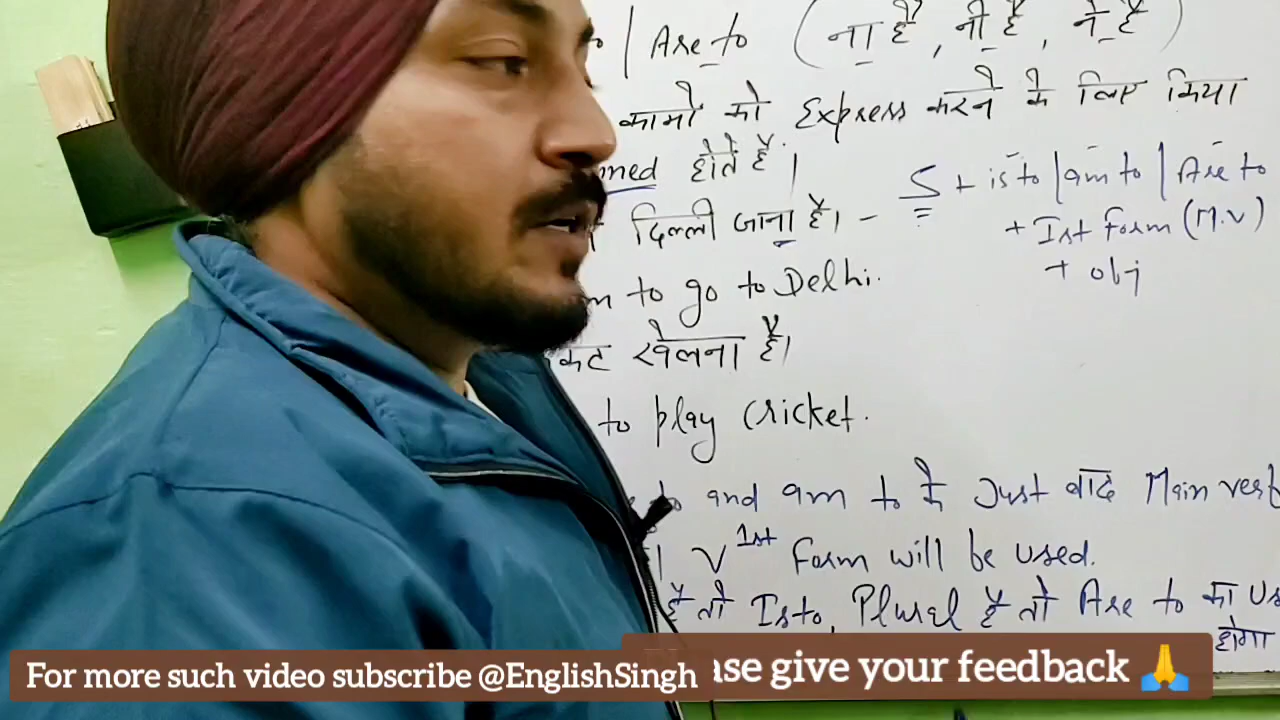 | Are to ( ना है, नी है, ने है )
कामों को Express करने के लिए किया
med होते है |
दिल्ली जाना है। - S + is to | am to | Are to
+ Ist Form (M.V)
+ obj
to go to Delhi.
खेलना है।
to play cricket.
and am to के Just बाद Main verb
V 1st Form will be used.
है तो Is to, Plural है तो Are to का Us
होगा
For more such video subscribe @EnglishSingh
ase give your feedback 🙏